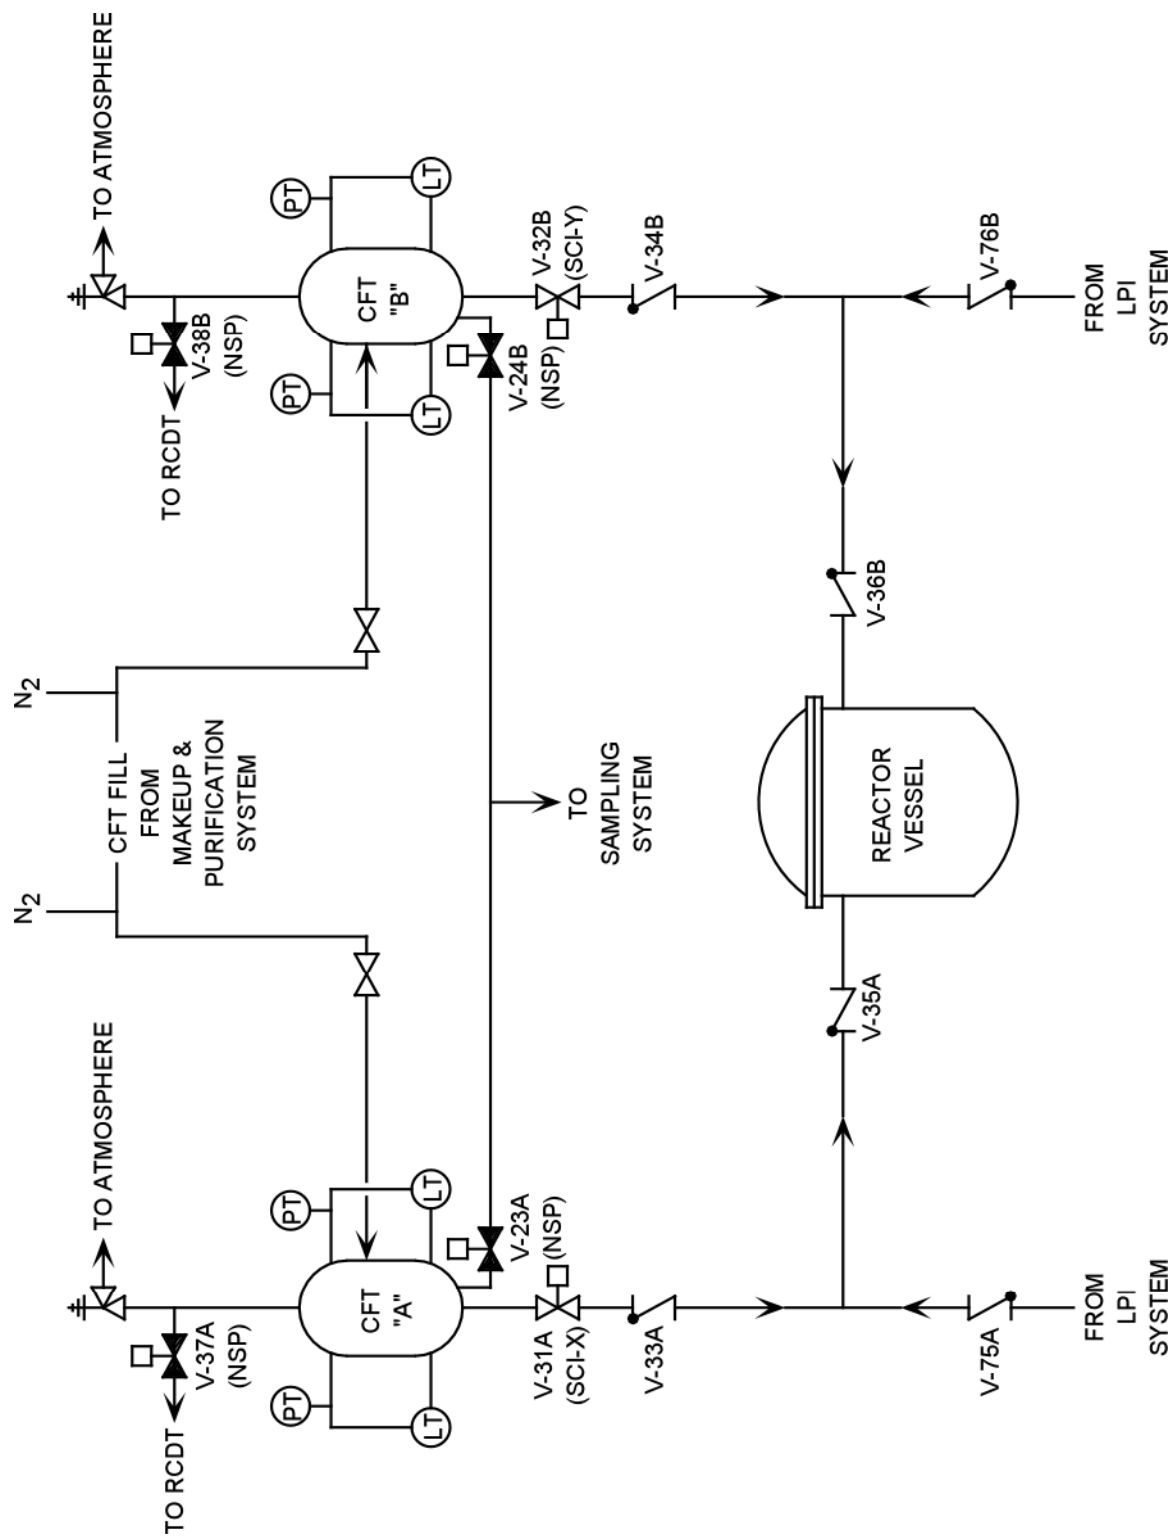 TO ATMOSPHERE
TO ATMOSPHERE
N2
N2
V-37A
(NSP)
TO RCDT
V-38B
(NSP)
TO RCDT
CFT FILL
FROM
MAKEUP &
PURIFICATION
SYSTEM
PT
PT
PT
PT
CFT
"A"
CFT
"B"
LT
LT
LT
LT
V-23A
V-24B
(NSP)
V-31A
(SCI-X)
(NSP)
V-32B
(SCI-Y)
(NSP)
TO
SAMPLING
SYSTEM
V-33A
V-34B
V-35A
V-36B
REACTOR
VESSEL
V-75A
V-76B
FROM
LPI
SYSTEM
FROM
LPI
SYSTEM